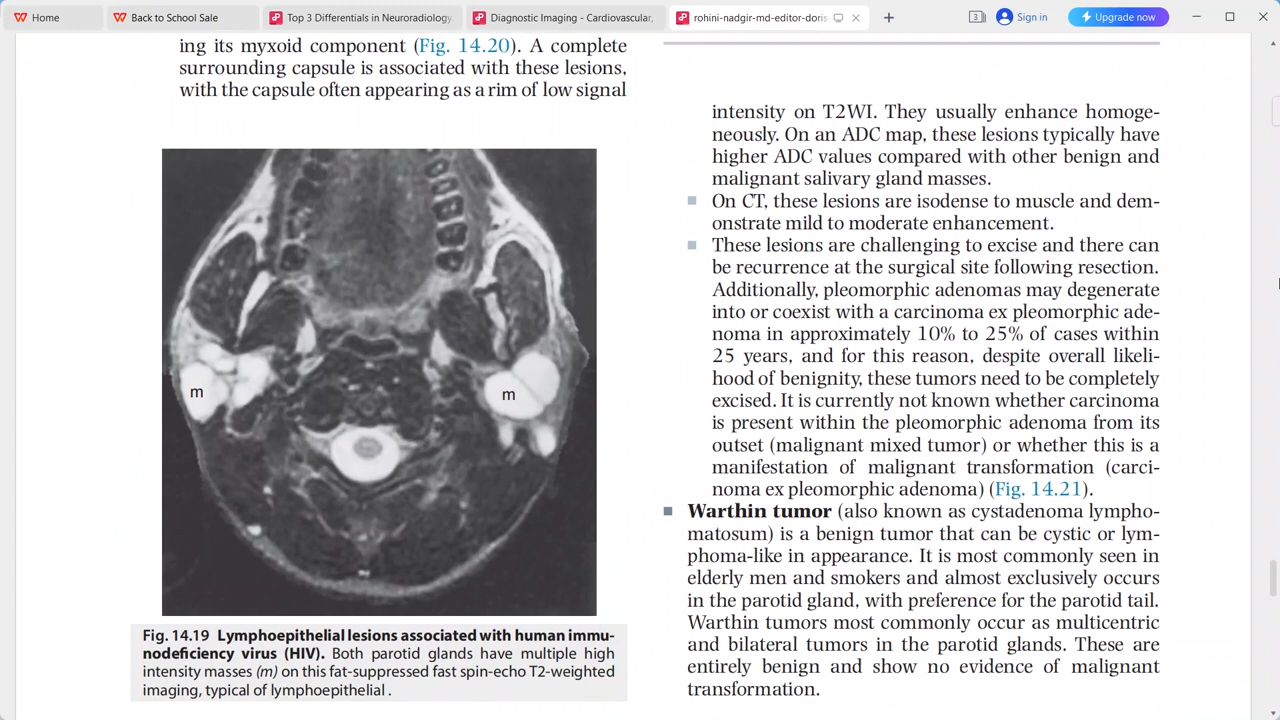 Home
Back to School Sale
Top 3 Differentials in Neuroradiology
Diagnostic Imaging - Cardiovascular,
rohini-nadgir-md-editor-doris
3
Sign in
Upgrade now
ing its myxoid component (Fig. 14.20). A complete
surrounding capsule is associated with these lesions,
with the capsule often appearing as a rim of low signal
m
m
Fig. 14.19 Lymphoepithelial lesions associated with human immu-
nodeficiency virus (HIV). Both parotid glands have multiple high
intensity masses (m) on this fat-suppressed fast spin-echo T2-weighted
imaging, typical of lymphoepithelial .
intensity on T2WI. They usually enhance homoge-
neously. On an ADC map, these lesions typically have
higher ADC values compared with other benign and
malignant salivary gland masses.
On CT, these lesions are isodense to muscle and dem-
onstrate mild to moderate enhancement.
These lesions are challenging to excise and there can
be recurrence at the surgical site following resection.
Additionally, pleomorphic adenomas may degenerate
into or coexist with a carcinoma ex pleomorphic ade-
noma in approximately 10% to 25% of cases within
25 years, and for this reason, despite overall likeli-
hood of benignity, these tumors need to be completely
excised. It is currently not known whether carcinoma
is present within the pleomorphic adenoma from its
outset (malignant mixed tumor) or whether this is a
manifestation of malignant transformation (carci-
noma ex pleomorphic adenoma) (Fig. 14.21).
Warthin tumor (also known as cystadenoma lympho-
matosum) is a benign tumor that can be cystic or lym-
phoma-like in appearance. It is most commonly seen in
elderly men and smokers and almost exclusively occurs
in the parotid gland, with preference for the parotid tail.
Warthin tumors most commonly occur as multicentric
and bilateral tumors in the parotid glands. These are
entirely benign and show no evidence of malignant
transformation.